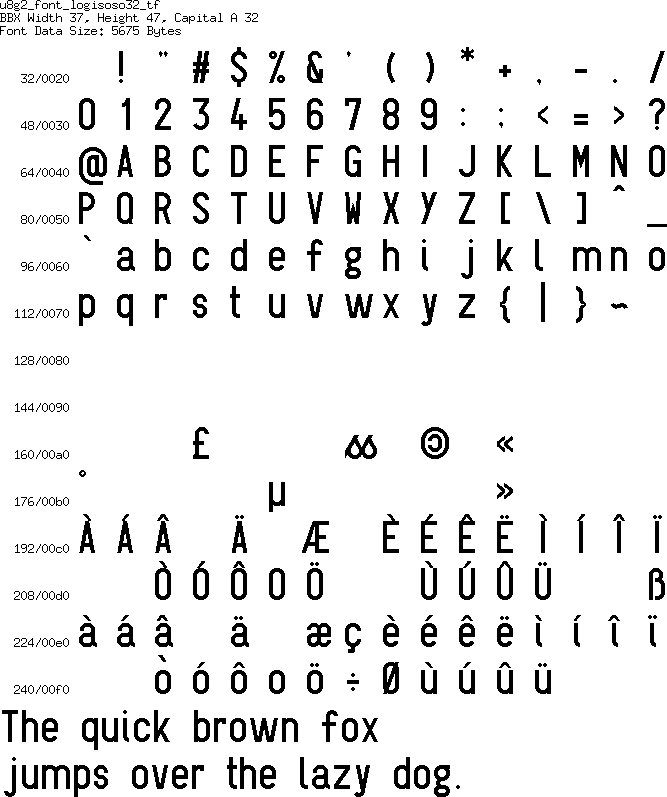 u8g2_font_logisoso32_tf
BBX Width 37, Height 47, Capital A 32
Font Data Size: 5675 Bytes
32/0020 ! " # $ % & ' ( ) * + , - . /
48/0030 0 1 2 3 4 5 6 7 8 9 : ; < = > ?
64/0040 @ A B C D E F G H I J K L M N O
80/0050 P Q R S T U V W X Y Z [ \ ] ^ _
96/0060 ` a b c d e f g h i j k l m n o
112/0070 p q r s t u v w x y z { | } ~
128/0080
144/0090
160/00a0 £ © «
176/00b0 ° µ »
192/00c0 À Á Â Ä Æ È É Ê Ë Ì Í Î Ï
208/00d0 Ò Ó Ô O Ö Ù Ú Û Ü ß
224/00e0 à á â ä æ ç è é ê ë ì í î ï
240/00f0 ò ó ô o ö ÷ Ø ù ú û ü
The quick brown fox
jumps over the lazy dog.